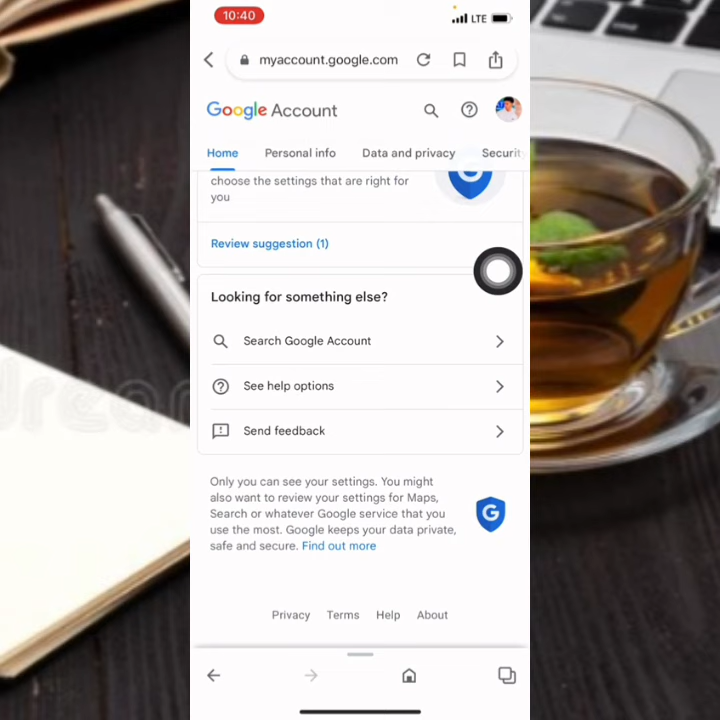 10:40
LTE
myaccount.google.com
Google Account
Home Personal info Data and privacy Security
choose the settings that are right for
you
Review suggestion (1)
Looking for something else?
Search Google Account
See help options
Send feedback
Only you can see your settings. You might
also want to review your settings for Maps,
Search or whatever Google service that you
use the most. Google keeps your data private,
safe and secure. Find out more
G
Privacy Terms Help About